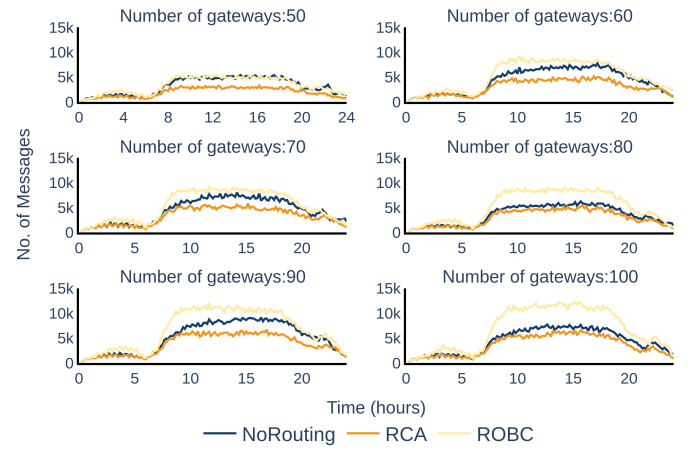 Number of gateways:50
Number of gateways:60
15k
10k
5k
0
0 4 8 12 16 20 24
15k
10k
5k
0
0 5 10 15 20
Number of gateways:70
Number of gateways:80
15k
10k
5k
0
0 5 10 15 20
15k
10k
5k
0
0 5 10 15 20
Number of gateways:90
Number of gateways:100
15k
10k
5k
0
0 5 10 15 20
15k
10k
5k
0
0 5 10 15 20
No. of Messages
Time (hours)
NoRouting RCA ROBC